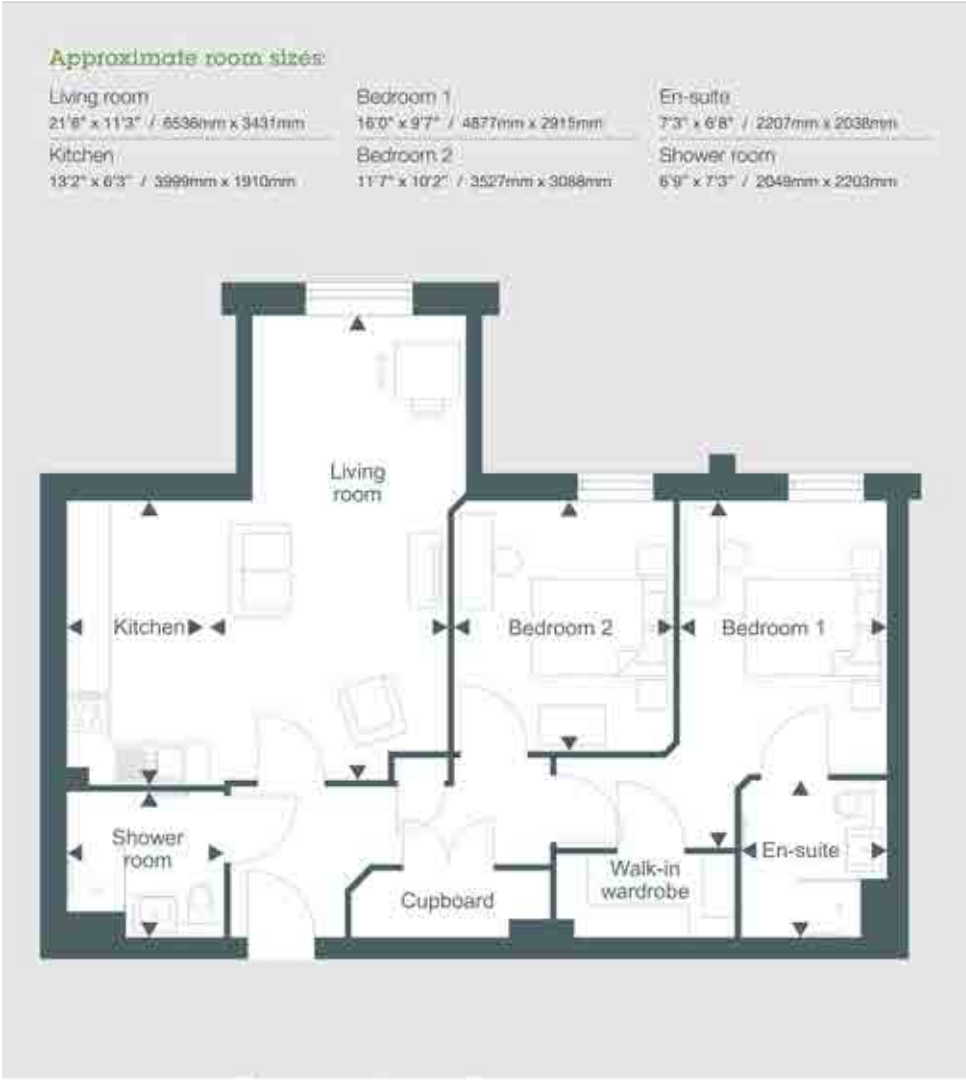 Approximate room sizes:
Living room
21'6" x 11'3" / 6536mm x 3431mm
Kitchen
13'2" x 6'3" / 3999mm x 1910mm
Bedroom 1
16'0" x 9'7" / 4877mm x 2915mm
Bedroom 2
11'7" x 10'2" / 3527mm x 3088mm
En-suite
7'3" x 6'8" / 2207mm x 2038mm
Shower room
6'9" x 7'3" / 2049mm x 2203mm
Living
room
Kitchen
Bedroom 2
Bedroom 1
Shower
room
Cupboard
Walk-in
wardrobe
En-suite